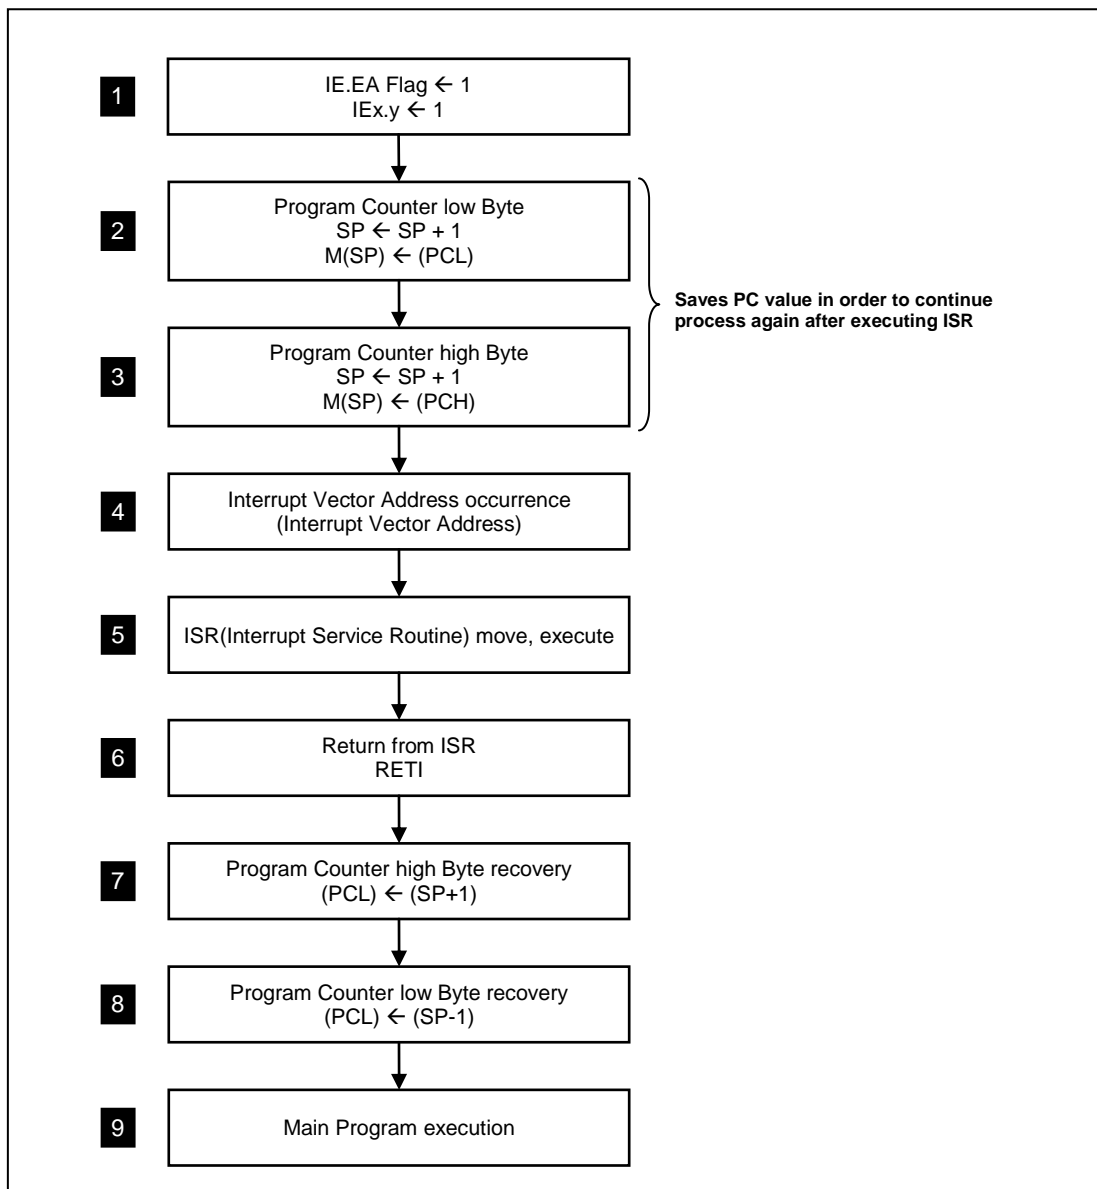 1
IE.EA Flag ← 1
IEx.y ← 1
2
Program Counter low Byte
SP ← SP + 1
M(SP) ← (PCL)
3
Program Counter high Byte
SP ← SP + 1
M(SP) ← (PCH)
Saves PC value in order to continue
process again after executing ISR
4
Interrupt Vector Address occurrence
(Interrupt Vector Address)
5
ISR(Interrupt Service Routine) move, execute
6
Return from ISR
RETI
7
Program Counter high Byte recovery
(PCL) ← (SP+1)
8
Program Counter low Byte recovery
(PCL) ← (SP-1)
9
Main Program execution